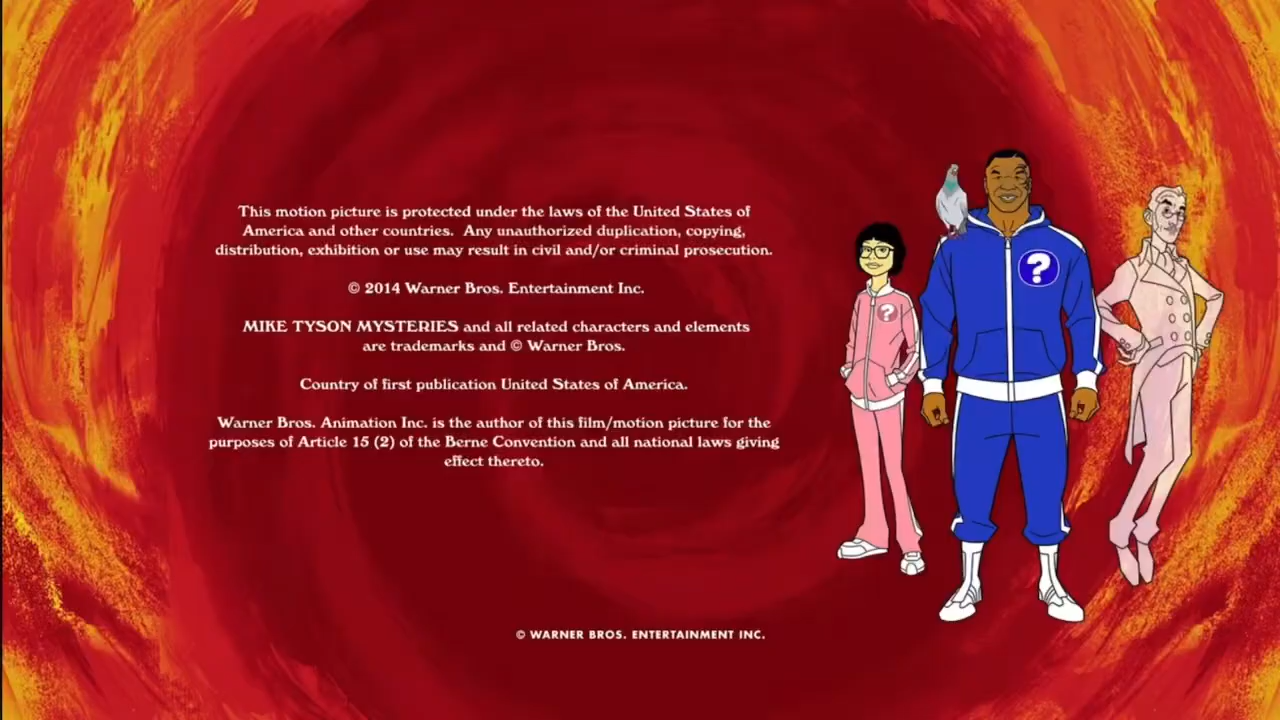 This motion picture is protected under the laws of the United States of
America and other countries. Any unauthorized duplication, copying,
distribution, exhibition or use may result in civil and/or criminal prosecution.
© 2014 Warner Bros. Entertainment Inc.
MIKE TYSON MYSTERIES and all related characters and elements
are trademarks and © Warner Bros.
Country of first publication United States of America.
Warner Bros. Animation Inc. is the author of this film/motion picture for the
purposes of Article 15 (2) of the Berne Convention and all national laws giving
effect thereto.
?
?
© WARNER BROS. ENTERTAINMENT INC.